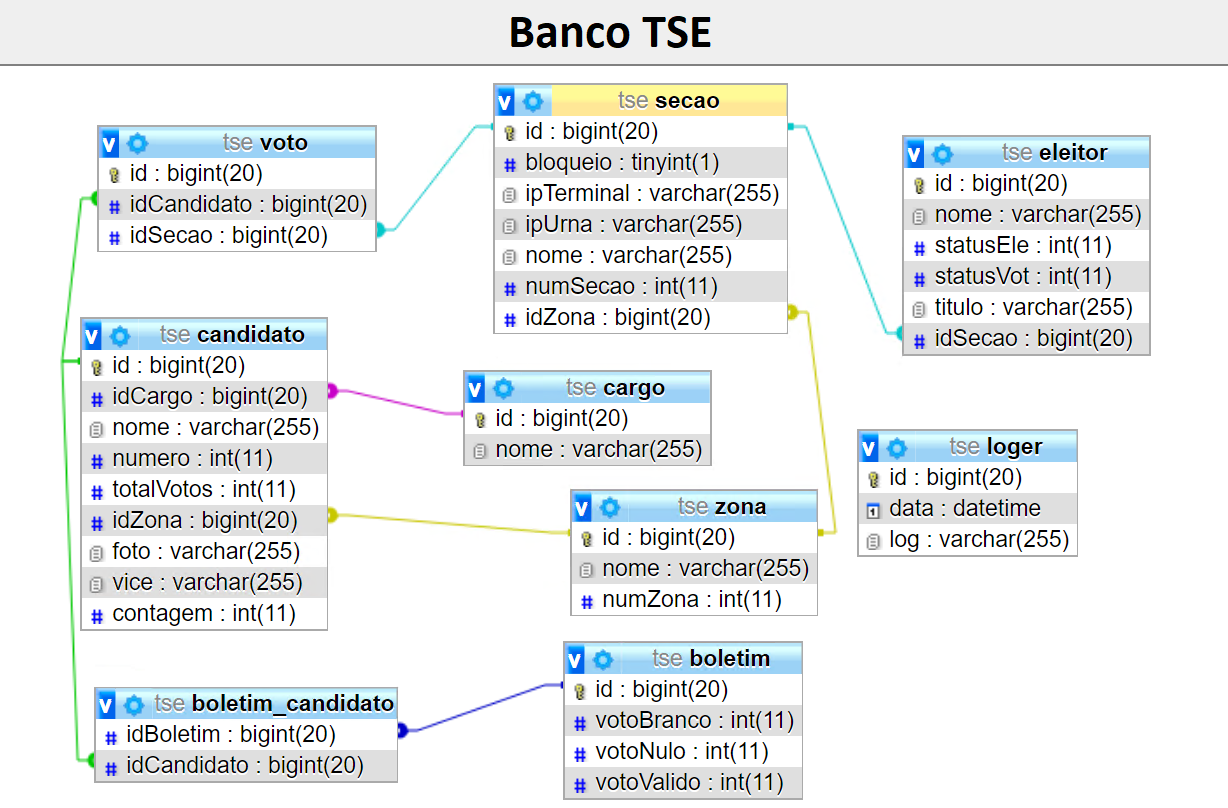 Banco TSE
v tse voto
id : bigint(20)
# idCandidato : bigint(20)
# idSecao : bigint(20)
v tse secao
id : bigint(20)
# bloqueio : tinyint(1)
ipTerminal : varchar(255)
ipUrna : varchar(255)
nome : varchar(255)
# numSecao : int(11)
# idZona : bigint(20)
v tse eleitor
id : bigint(20)
nome : varchar(255)
# statusEle : int(11)
# statusVot : int(11)
titulo : varchar(255)
# idSecao : bigint(20)
v tse candidato
id : bigint(20)
# idCargo : bigint(20)
nome : varchar(255)
# numero : int(11)
# totalVotos : int(11)
# idZona : bigint(20)
foto : varchar(255)
vice : varchar(255)
# contagem : int(11)
v tse cargo
id : bigint(20)
nome : varchar(255)
v tse zona
id : bigint(20)
nome : varchar(255)
# numZona : int(11)
v tse loger
id : bigint(20)
1 data : datetime
log : varchar(255)
v tse boletim_candidato
# idBoletim : bigint(20)
# idCandidato : bigint(20)
v tse boletim
id : bigint(20)
# votoBranco : int(11)
# votoNulo : int(11)
# votoValido : int(11)